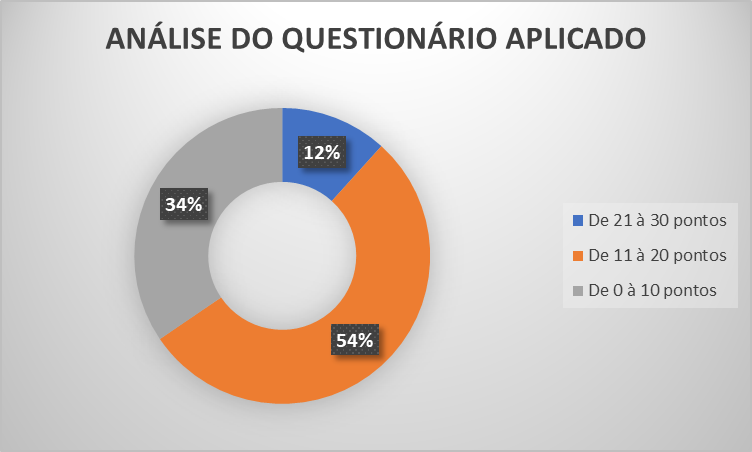 ANÁLISE DO QUESTIONÁRIO APLICADO
12%
34%
54%
De 21 à 30 pontos
De 11 à 20 pontos
De 0 à 10 pontos